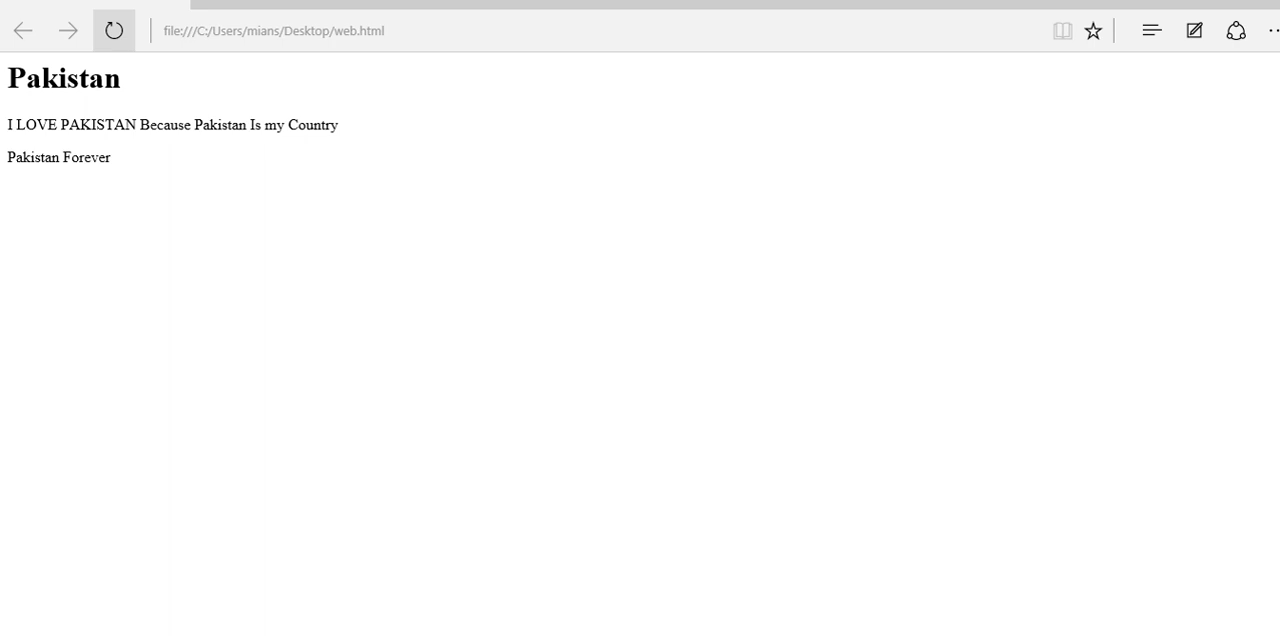 file:///C:/Users/mians/Desktop/web.html
Pakistan
I LOVE PAKISTAN Because Pakistan Is my Country
Pakistan Forever